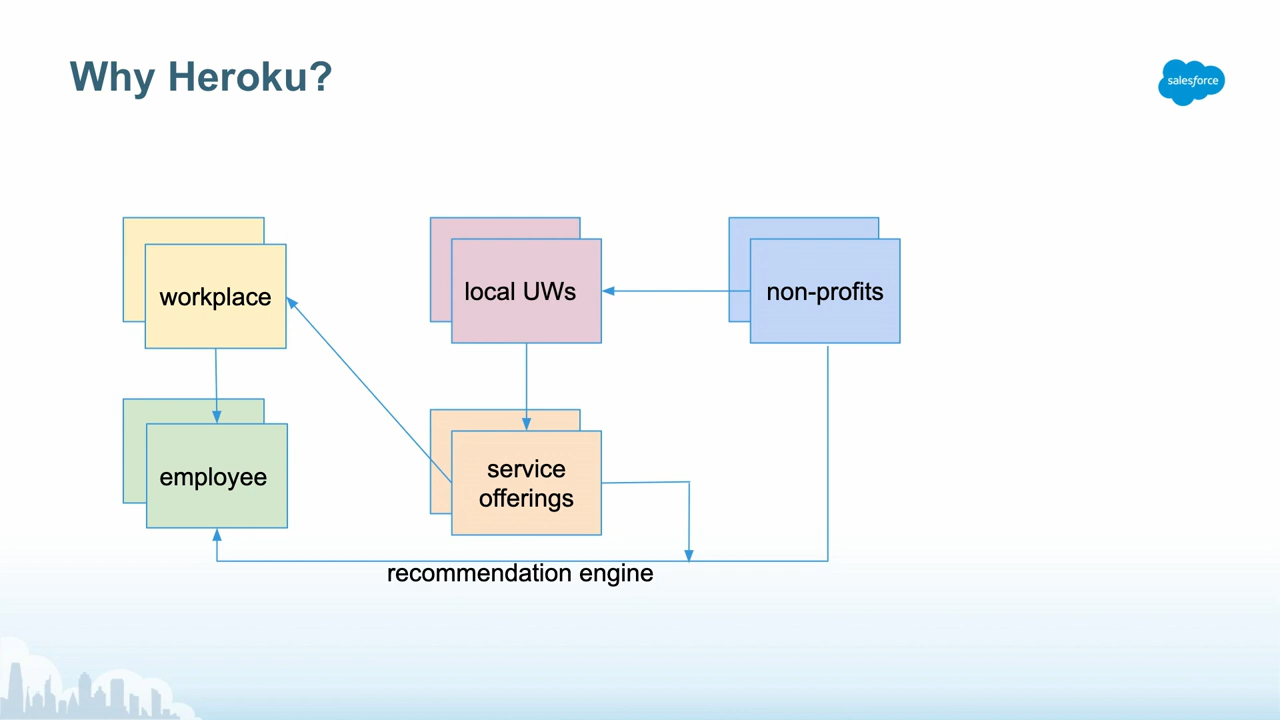 Why Heroku?
salesforce
workplace
local UWs
non-profits
employee
service
offerings
recommendation engine